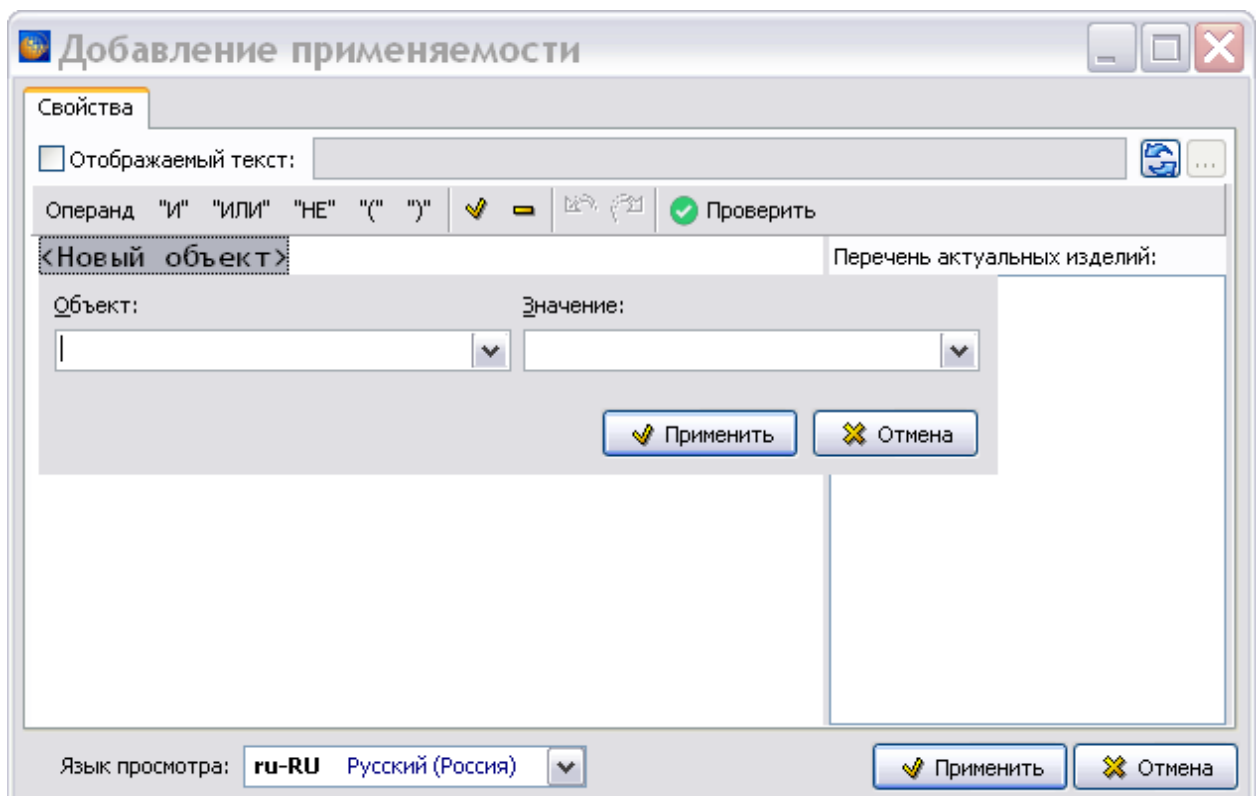 Добавление применяемости
Свойства
Отображаемый текст:
...
Операнд "И" "ИЛИ" "НЕ" "(" ")" Проверить
<Новый объект>
Перечень актуальных изделий:
Объект: Значение:
Применить Отмена
Язык просмотра: ru-RU Русский (Россия) Применить Отмена